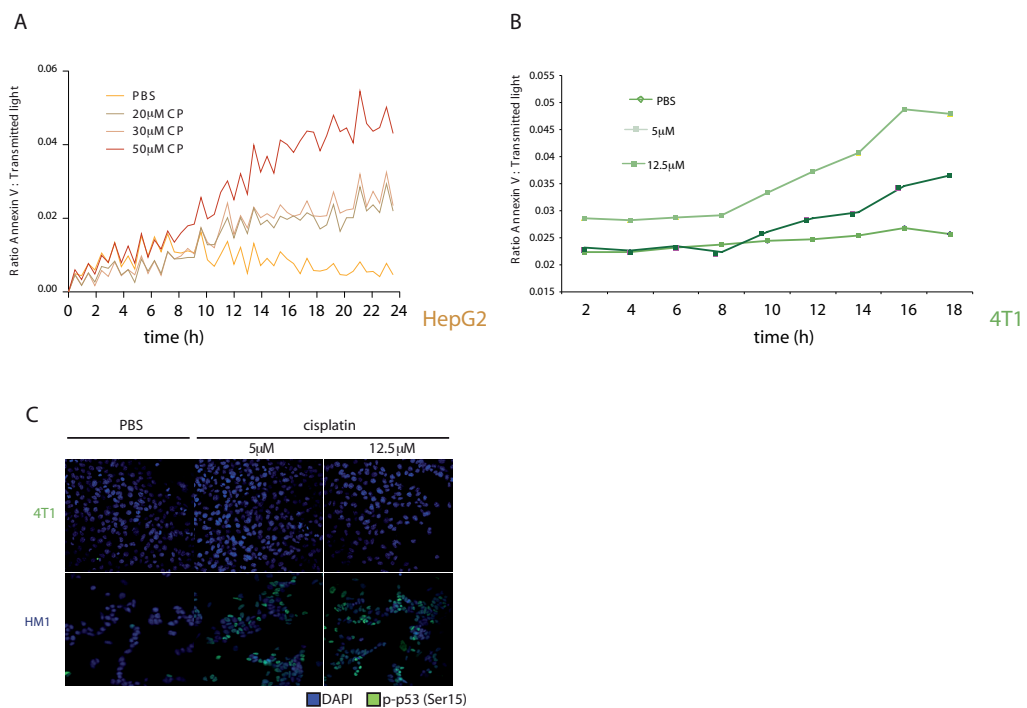 A
Ratio Annexin V : Transmitted light
0.06
0.04
0.02
0.00
PBS
20µM CP
30µM CP
50µM CP
0 2 4 6 8 10 12 14 16 18 20 22 24
time (h)
HepG2
B
Ratio Annexin V : Transmitted light
0.055
0.05
0.045
0.04
0.035
0.03
0.025
0.02
0.015
PBS
5µM
12.5µM
2 4 6 8 10 12 14 16 18
time (h)
4T1
C
PBS cisplatin
5µM 12.5µM
4T1
HM1
DAPI p-p53 (Ser15)